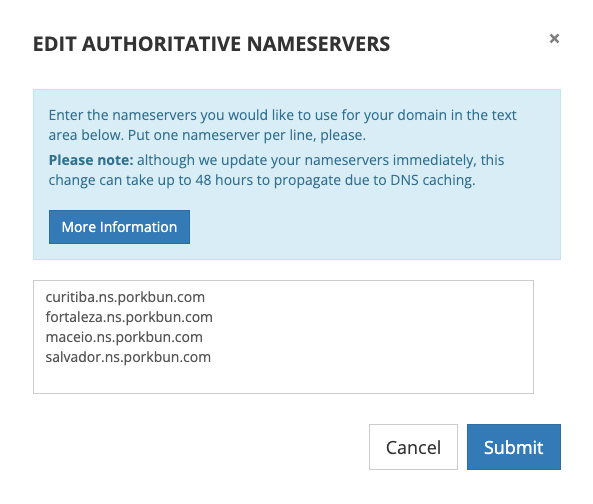 EDIT AUTHORITATIVE NAMESERVERS
×
Enter the nameservers you would like to use for your domain in the text
area below. Put one nameserver per line, please.
Please note: although we update your nameservers immediately, this
change can take up to 48 hours to propagate due to DNS caching.
More Information
curitiba.ns.porkbun.com
fortaleza.ns.porkbun.com
maceio.ns.porkbun.com
salvador.ns.porkbun.com
Cancel
Submit